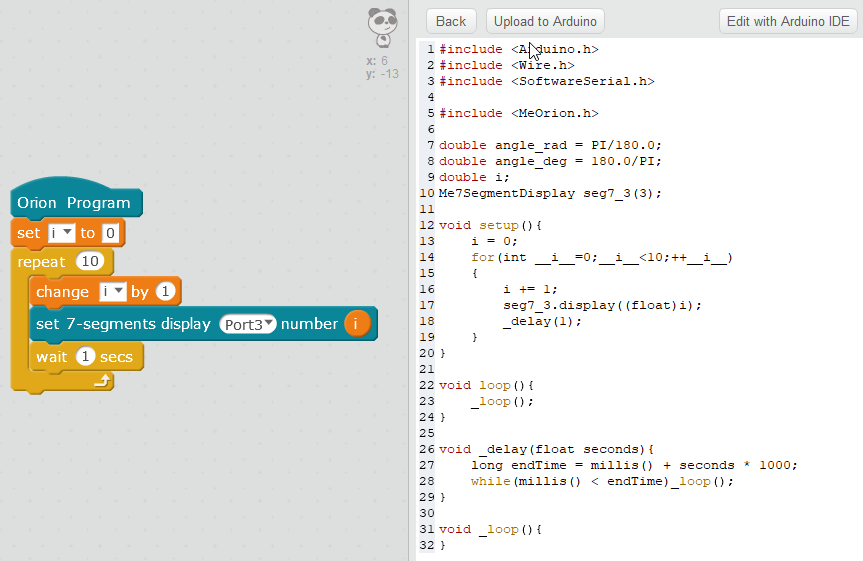 x: 6
y: -13
Orion Program
set i to 0
repeat 10
change i by 1
set 7-segments display Port3 number i
wait 1 secs
Back Upload to Arduino Edit with Arduino IDE
1 #include <Arduino.h>
2 #include <Wire.h>
3 #include <SoftwareSerial.h>
4
5 #include <MeOrion.h>
6
7 double angle_rad = PI/180.0;
8 double angle_deg = 180.0/PI;
9 double i;
10 Me7SegmentDisplay seg7_3(3);
11
12 void setup(){
13 i = 0;
14 for(int __i__=0;__i__<10;++__i__)
15 {
16 i += 1;
17 seg7_3.display((float)i);
18 _delay(1);
19 }
20 }
21
22 void loop(){
23 _loop();
24 }
25
26 void _delay(float seconds){
27 long endTime = millis() + seconds * 1000;
28 while(millis() < endTime)_loop();
29 }
30
31 void _loop(){
32 }